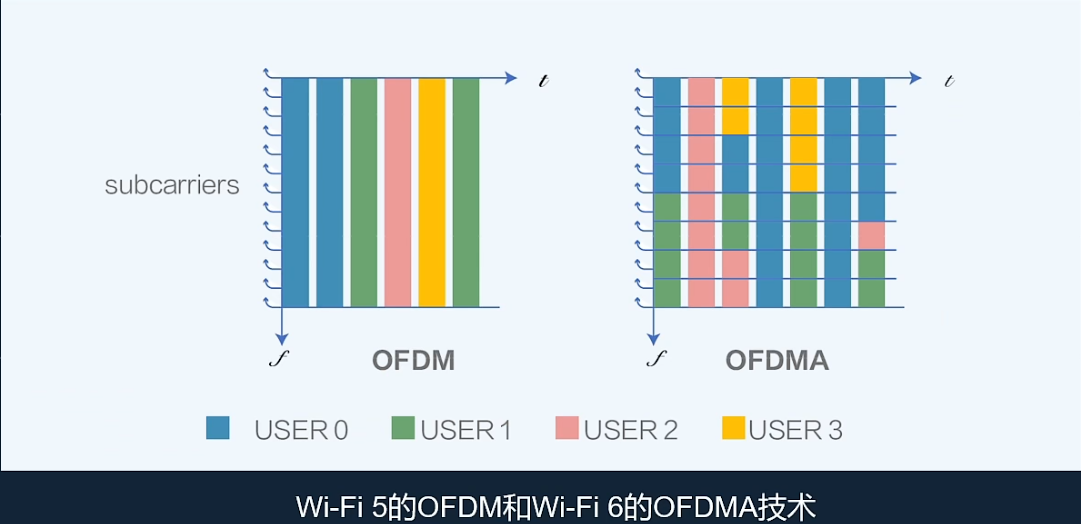 t
t
subcarriers
f
OFDM
f
OFDMA
USER 0
USER 1
USER 2
USER 3
Wi-Fi 5的OFDM和Wi-Fi 6的OFDMA技术